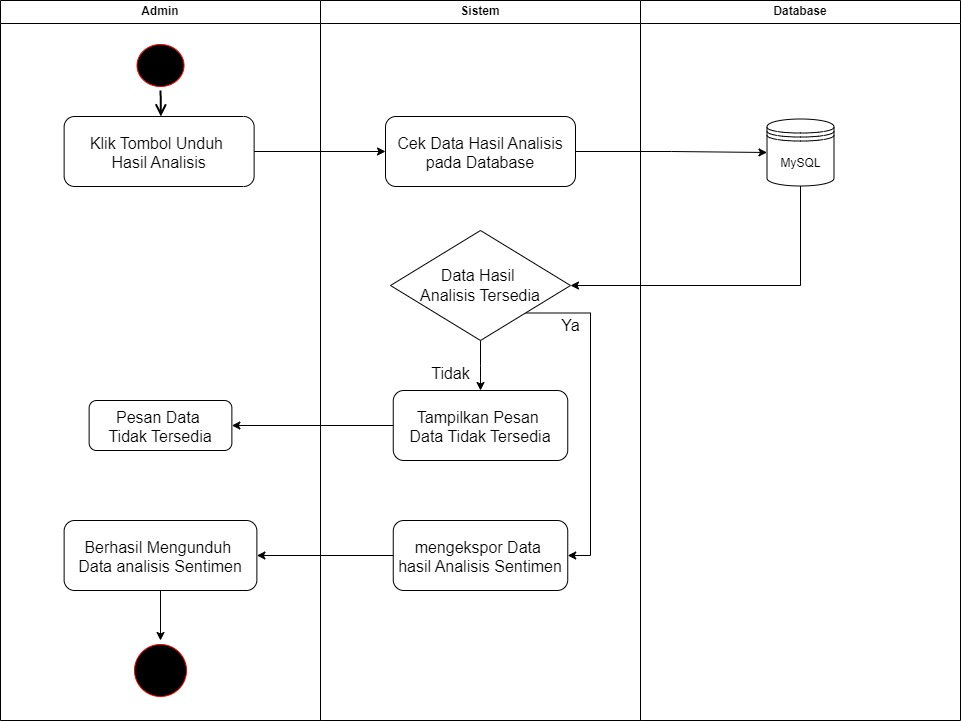 Admin
Sistem
Database
Klik Tombol Unduh
Hasil Analisis
Cek Data Hasil Analisis
pada Database
MySQL
Data Hasil
Analisis Tersedia
Ya
Tidak
Pesan Data
Tidak Tersedia
Tampilkan Pesan
Data Tidak Tersedia
Berhasil Mengunduh
Data analisis Sentimen
mengekspor Data
hasil Analisis Sentimen